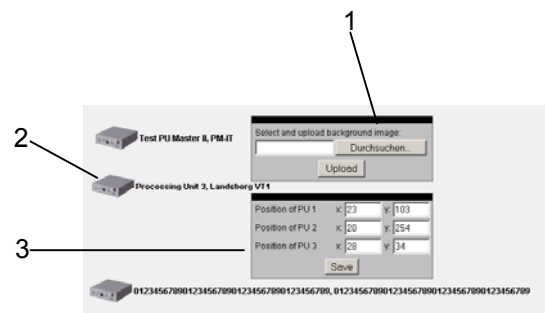 1
2
3
Test PU Master II, PM-IT
Select and upload background image:
Durchsuchen...
Upload
Processing Unit 3, Landshorg VT1
Position of PU 1 x: 23 y: 103
Position of PU 2 x: 20 y: 254
Position of PU 3 x: 28 y: 34
Save
0123456789012345678901234567890123456789, 0123456789012345678901234567890123456789